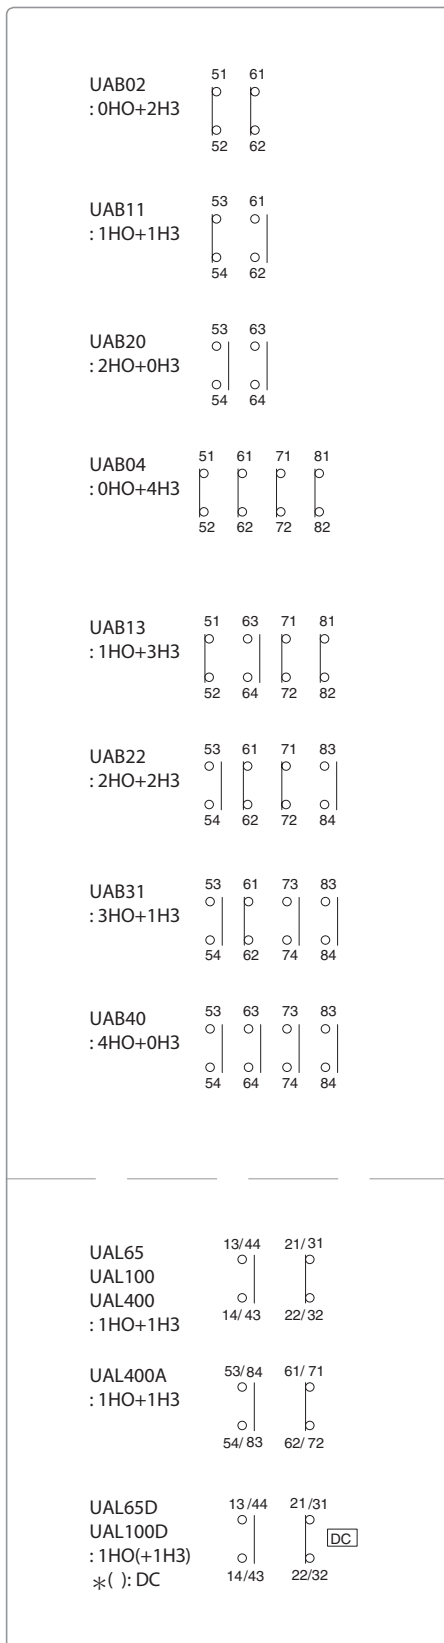 UAB02
: 0HO+2H3
51 61
52 62
UAB11
: 1HO+1H3
53 61
54 62
UAB20
: 2HO+0H3
53 63
54 64
UAB04
: 0HO+4H3
51 61 71 81
52 62 72 82
UAB13
: 1HO+3H3
51 63 71 81
52 64 72 82
UAB22
: 2HO+2H3
53 61 71 83
54 62 72 84
UAB31
: 3HO+1H3
53 61 73 83
54 62 74 84
UAB40
: 4HO+0H3
53 63 73 83
54 64 74 84
UAL65
UAL100
UAL400
: 1HO+1H3
13/44 21/31
14/43 22/32
UAL400A
: 1HO+1H3
53/84 61/71
54/83 62/72
UAL65D
UAL100D
: 1HO(+1H3)
*( ): DC
13/44 21/31
DC
14/43 22/32